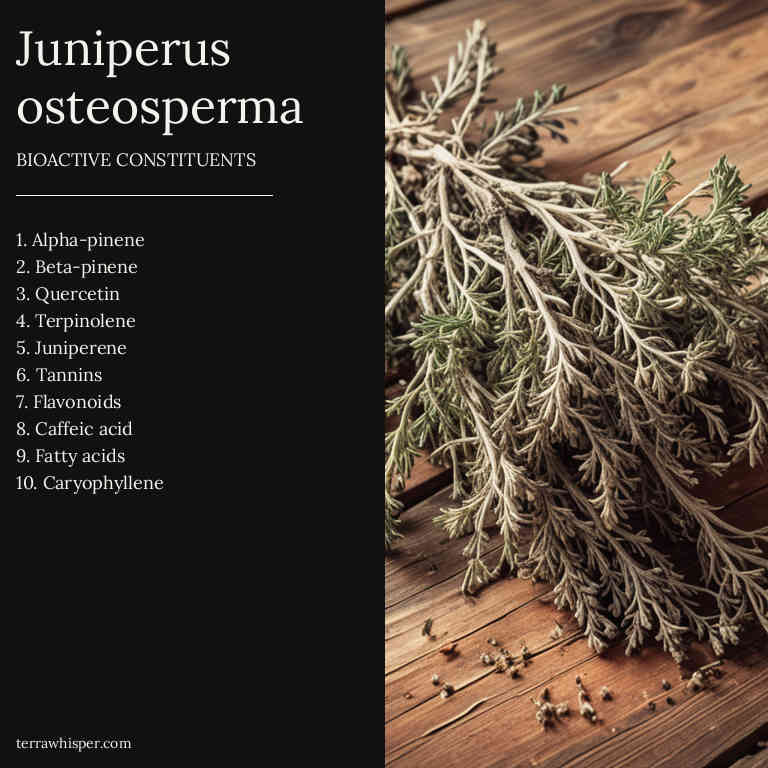 Juniperus
osteosperma
BIOACTIVE CONSTITUENTS
1. Alpha-pinene
2. Beta-pinene
3. Quercetin
4. Terpinolene
5. Juniperene
6. Tannins
7. Flavonoids
8. Caffeic acid
9. Fatty acids
10. Caryophyllene
terrawhisper.com